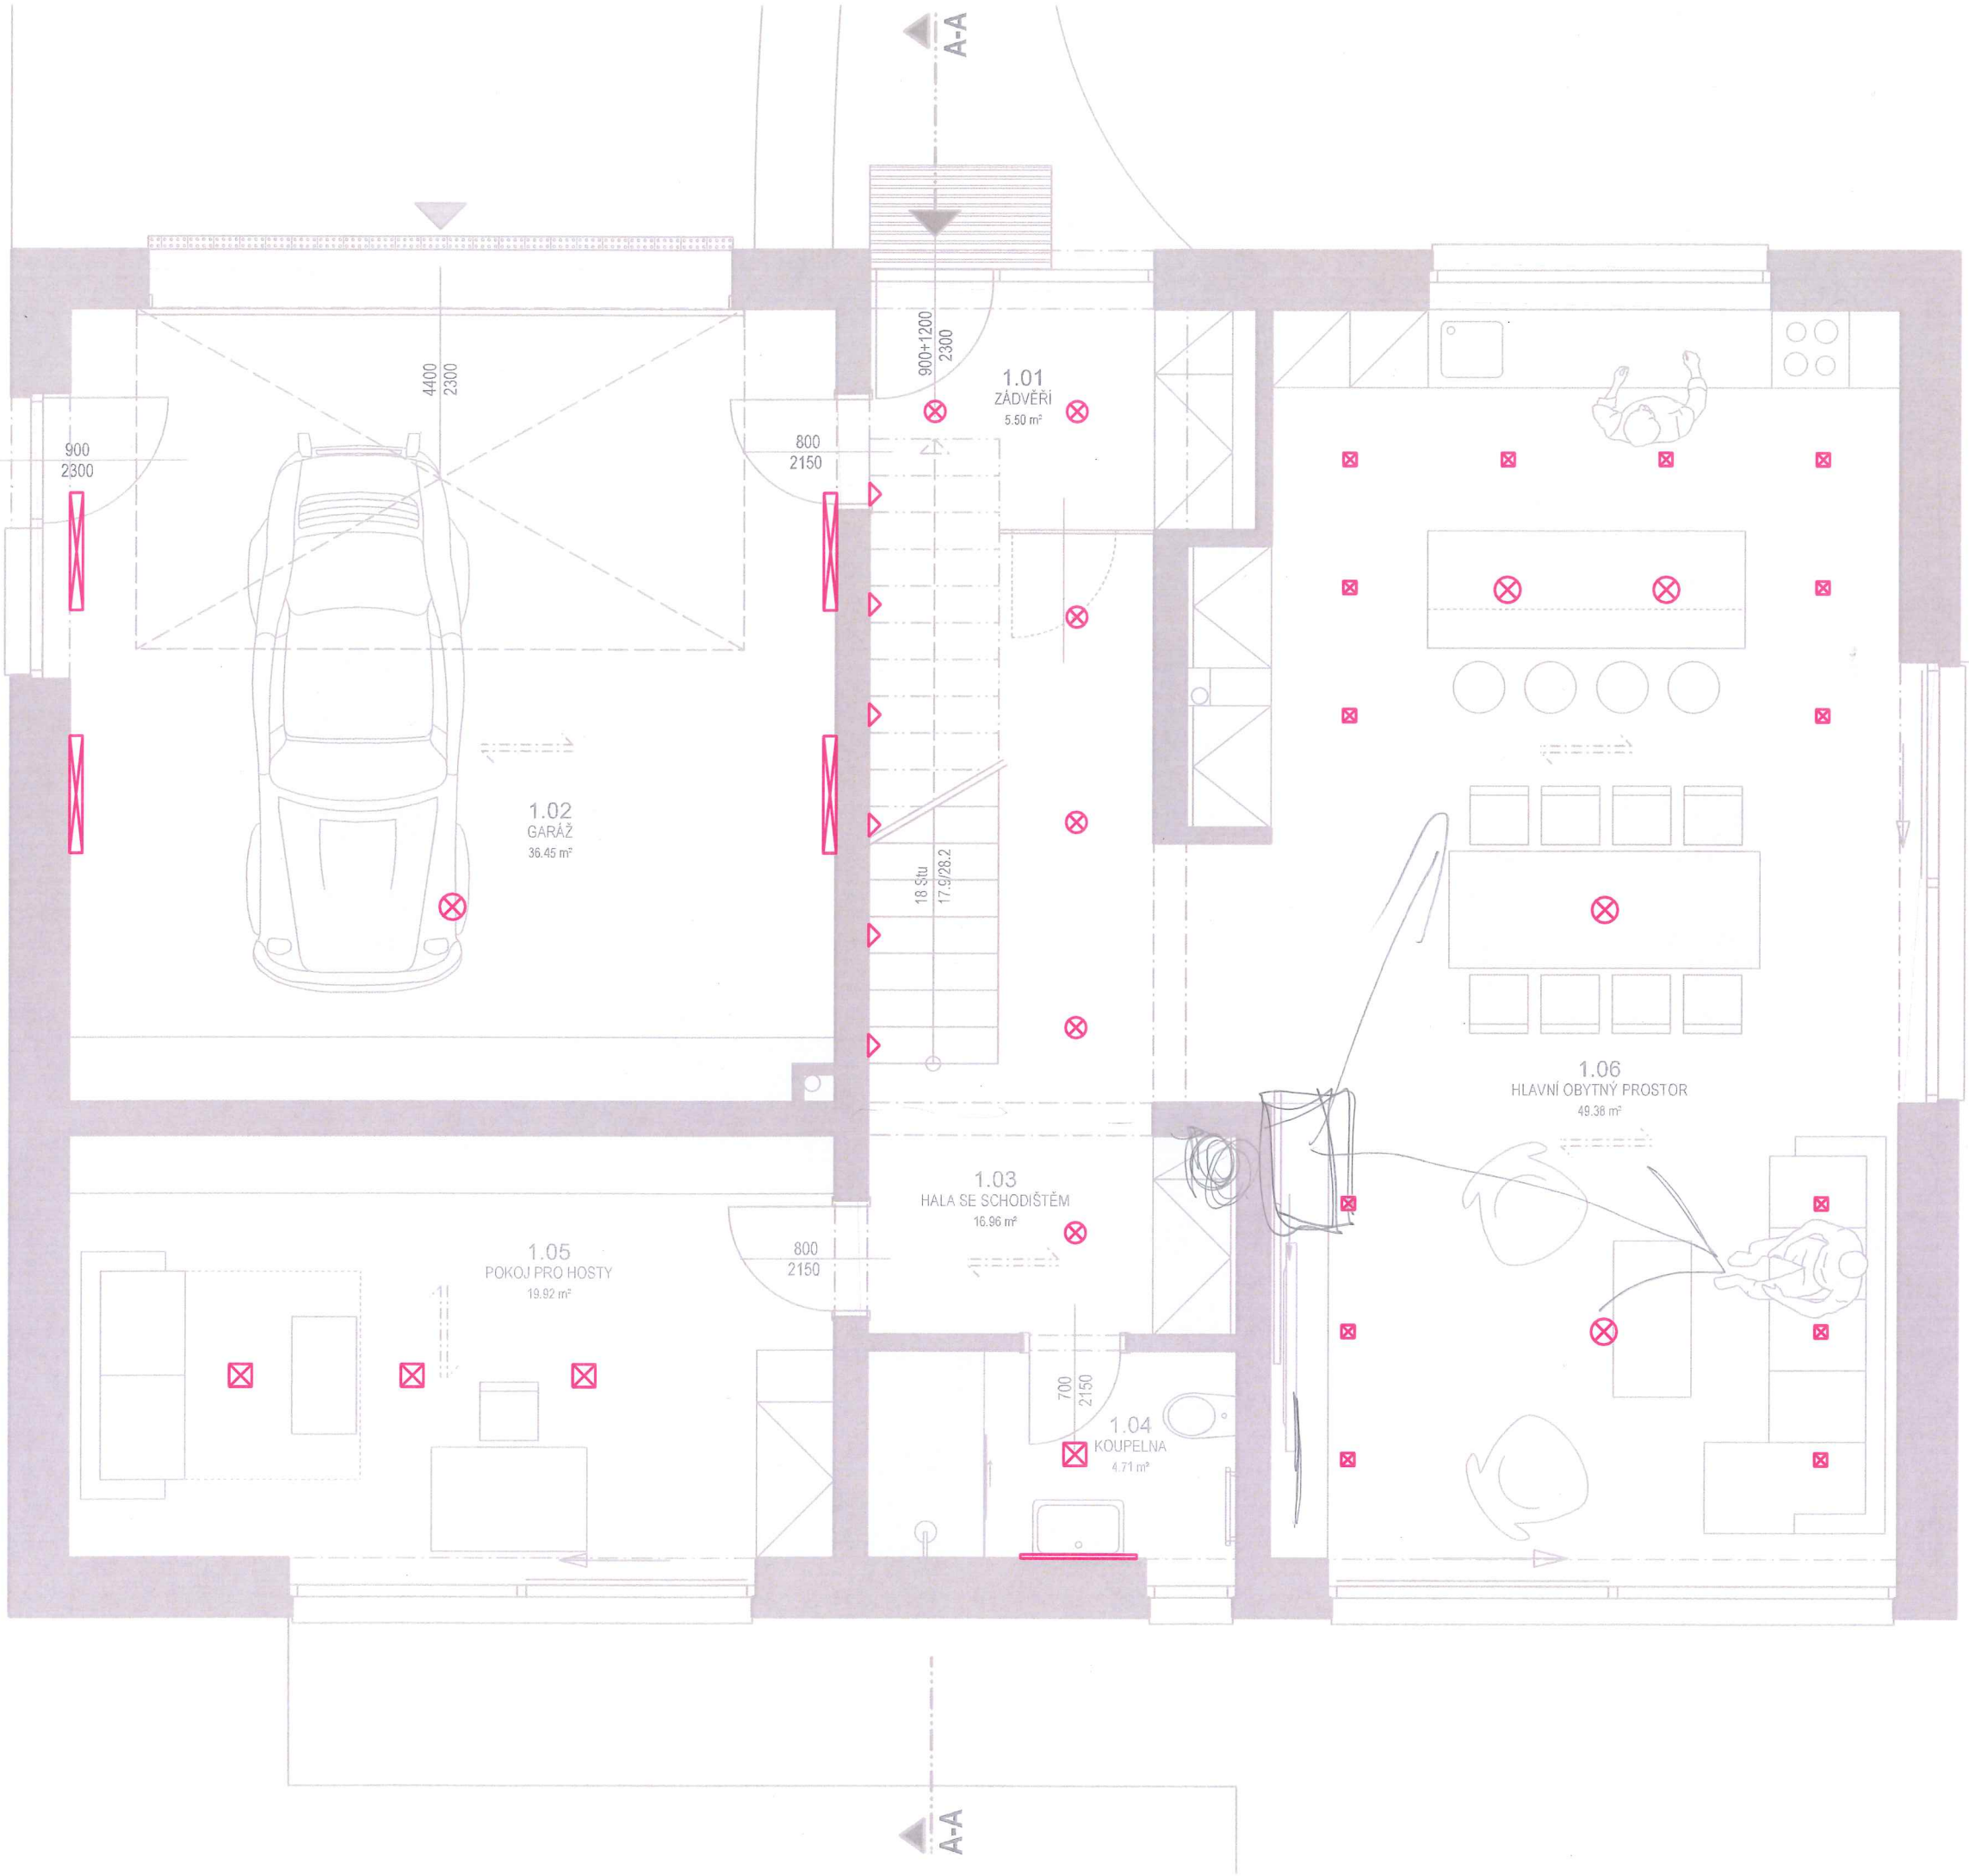 A-A
900+1200
2300
4400
2300
1.01
ZÁDVĚŘÍ
5.50 m²
900
2300
800
2150
1.02
GARÁŽ
36.45 m²
18 Stu
17.9/28.2
1.06
HLAVNÍ OBYTNÝ PROSTOR
49.38 m²
1.03
HALA SE SCHODIŠTĚM
16.96 m²
1.05
POKOJ PRO HOSTY
19.92 m²
800
2150
700
2150
1.04
KOUPELNA
4.71 m²
A-A